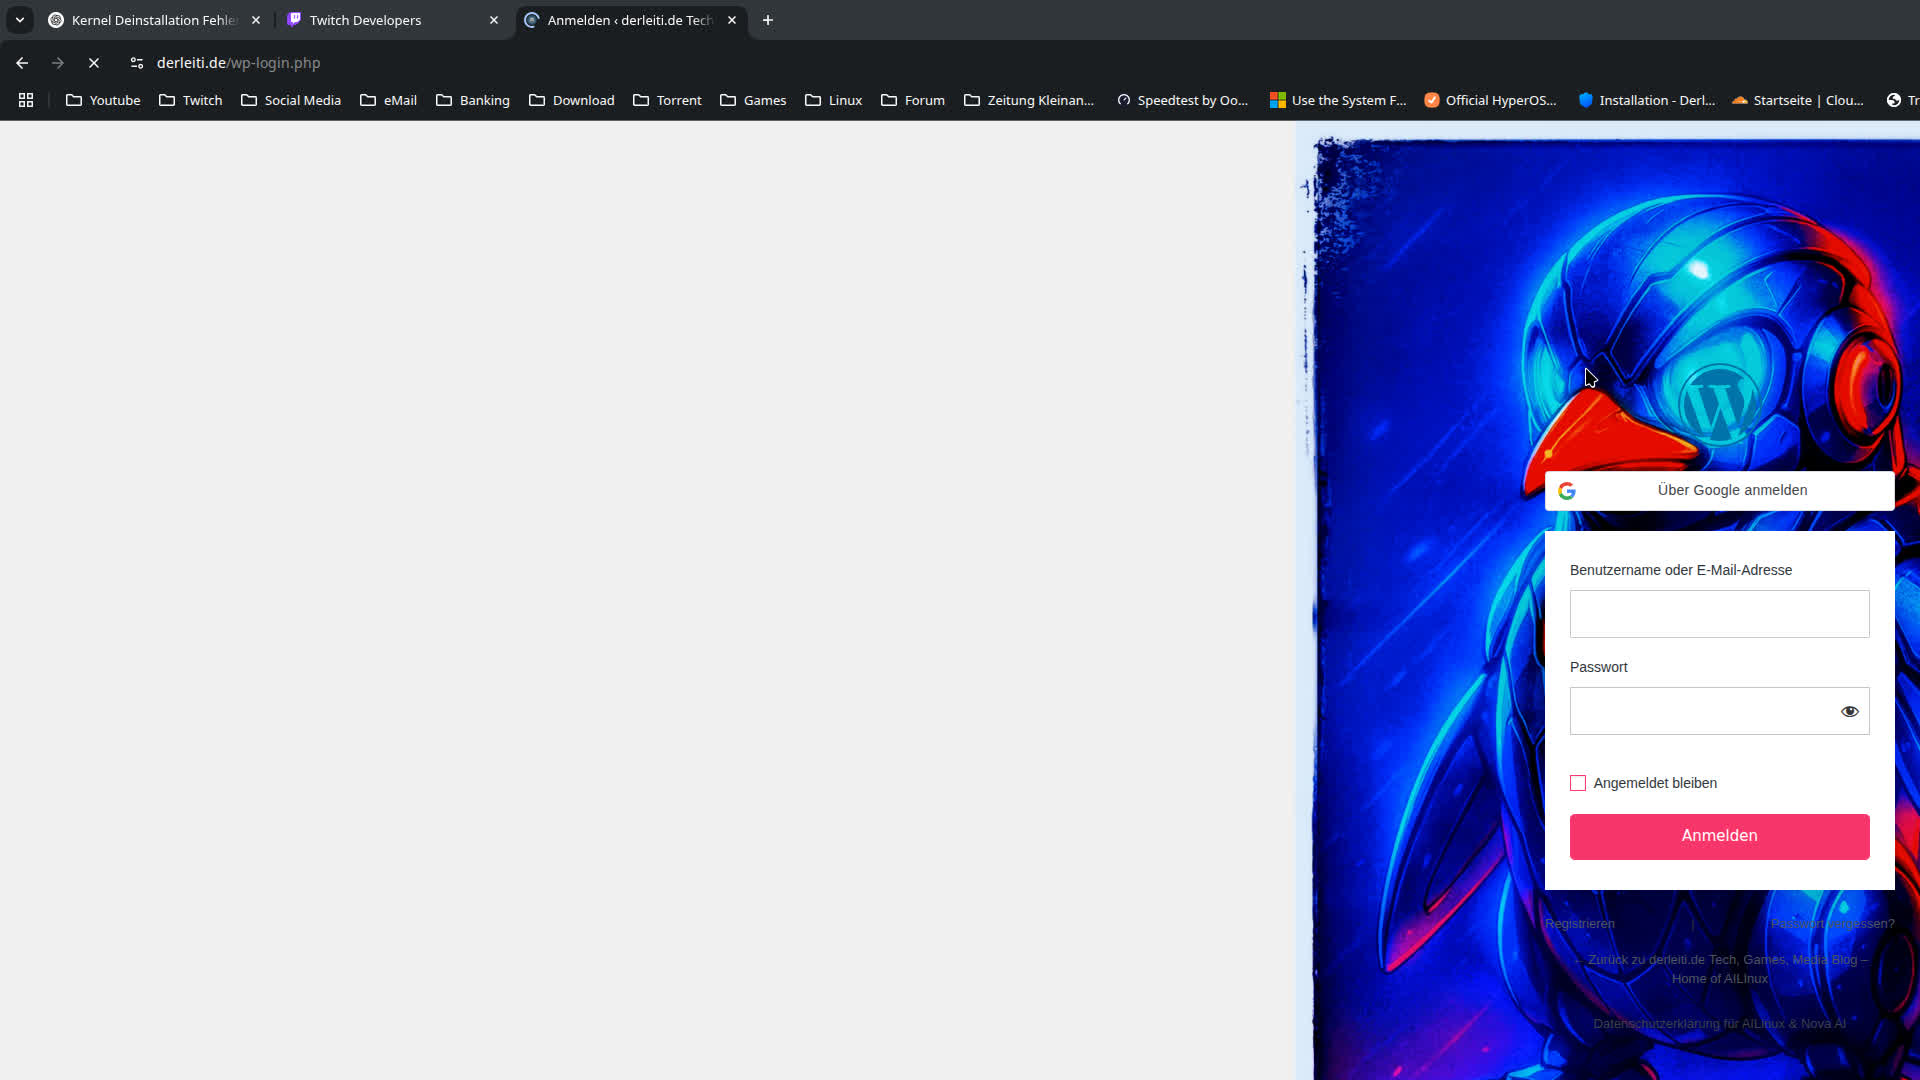 Kernel Deinstallation Fehle
Twitch Developers
Anmelden ‹ derleiti.de Tech
derleiti.de/wp-login.php
Youtube
Twitch
Social Media
eMail
Banking
Download
Torrent
Games
Linux
Forum
Zeitung Kleinan...
Speedtest by Oo...
Use the System F...
Official HyperOS...
Installation - Derl...
Startseite | Clou...
Tr
Über Google anmelden
Benutzername oder E-Mail-Adresse
Passwort
Angemeldet bleiben
Anmelden
Registrieren
|
Passwort vergessen?
← Zurück zu derleiti.de Tech, Games, Media Blog –
Home of AILInux
Datenschutzerklärung für AILinux & Nova AI